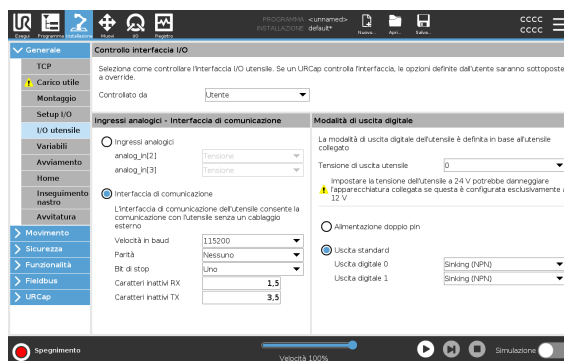 PROGRAMMA <unnamed>
INSTALLAZIONE default*
CCCC
CCCC
Esegui Programma Installazione Muovi I/O Registro Nuovo... Apri... Salva...
Generale
TCP
Carico utile
Montaggio
Setup I/O
I/O utensile
Variabili
Avviamento
Home
Inseguimento
nastro
Avvitatura
Movimento
Sicurezza
Funzionalità
Fieldbus
URCap
Controllo interfaccia I/O
Seleziona come controllare l'interfaccia I/O utensile. Se un URCap controlla l'interfaccia, le opzioni definite dall'utente saranno sottoposte
a override.
Controllato da Utente
Ingressi analogici - Interfaccia di comunicazione
Ingressi analogici
analog_in[2] Tensione
analog_in[3] Tensione
Interfaccia di comunicazione
L'interfaccia di comunicazione dell'utensile consente la
comunicazione con l'utensile senza un cablaggio
esterno
Velocità in baud 115200
Parità Nessuno
Bit di stop Uno
Caratteri inattivi RX 1,5
Caratteri inattivi TX 3,5
Modalità di uscita digitale
La modalità di uscita digitale dell'utensile è definita in base all'utensile
collegato
Tensione di uscita utensile 0
Impostare la tensione dell'utensile a 24 V potrebbe danneggiare
l'apparecchiatura collegata se questa è configurata esclusivamente a
12 V
Alimentazione doppio pin
Uscita standard
Uscita digitale 0 Sinking (NPN)
Uscita digitale 1 Sinking (NPN)
Spegnimento
Velocità 100%
Simulazione